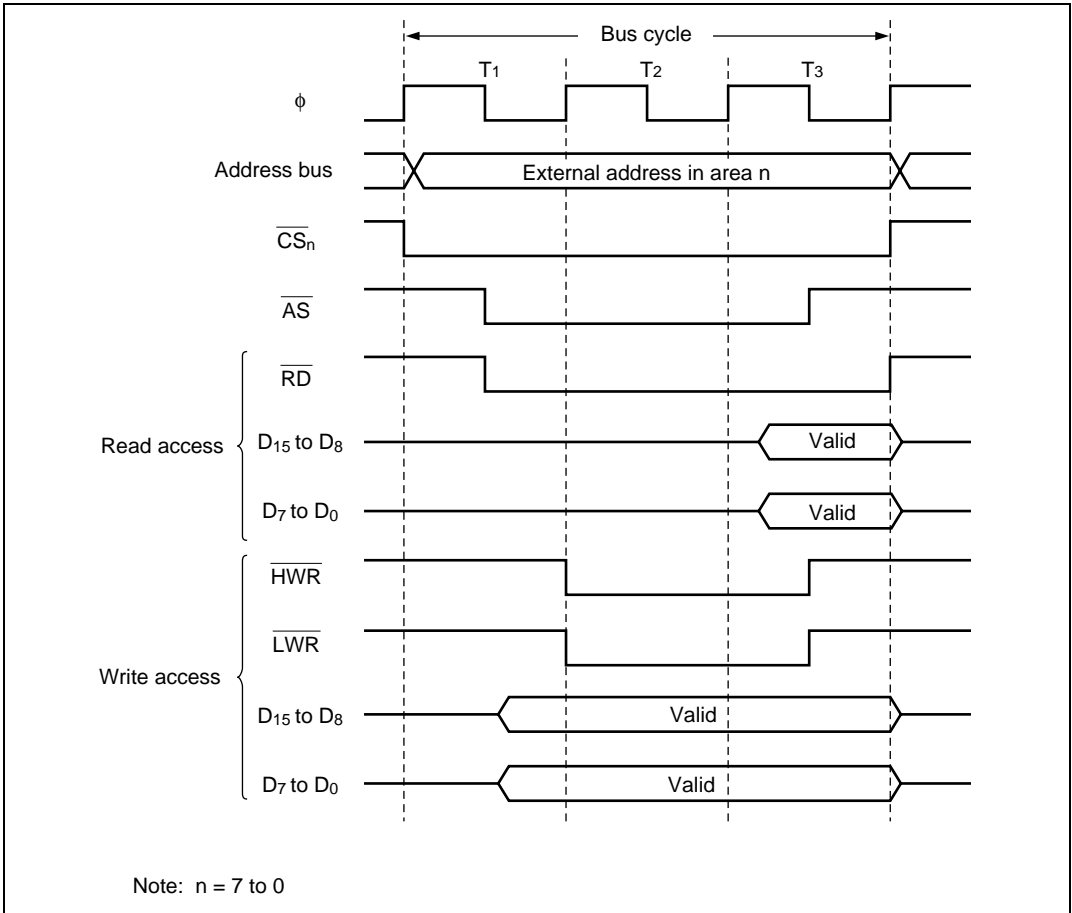 Bus cycle
T1 T2 T3
ϕ
Address bus External address in area n
CSn
AS
RD
Read access D15 to D8 Valid
D7 to D0 Valid
HWR
LWR
Write access
D15 to D8 Valid
D7 to D0 Valid
Note: n = 7 to 0